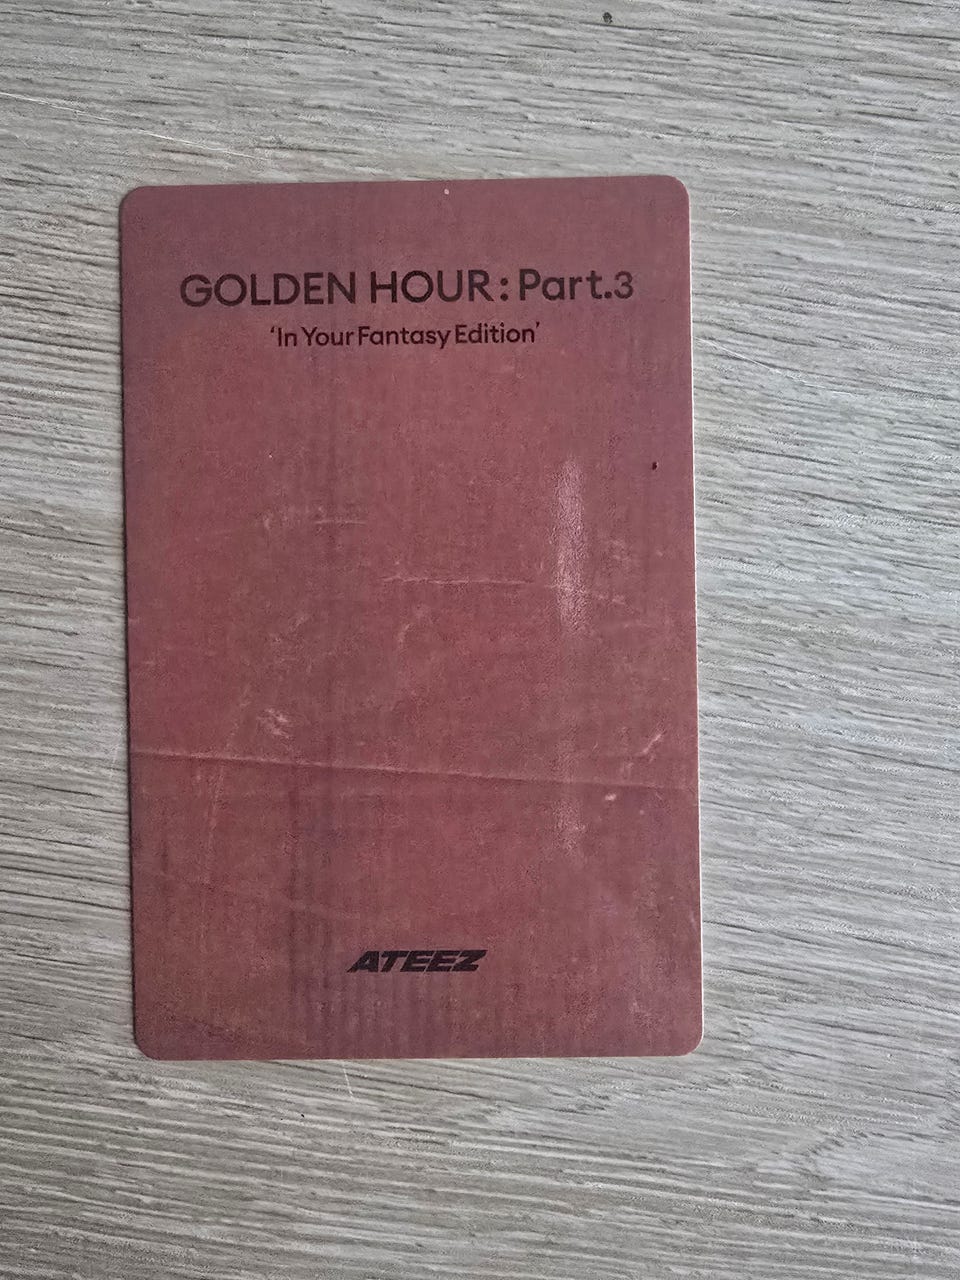 GOLDEN HOUR : Part.3
'In Your Fantasy Edition'
ATEEZ